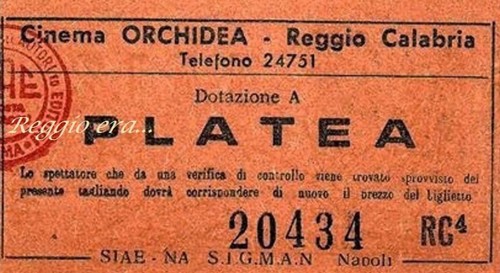 Cinema ORCHIDEA - Reggio Calabria
Telefono 24751
Dotazione A
Reggio era...
PLATEA
Lo spettatore che da una verifica di controllo viene trovato sprovvisto del
presente tagliando dovrà corrispondere di nuovo il prezzo del biglietto
20434 RC4
SIAE - NA S.I.G.M.A.N Napoli